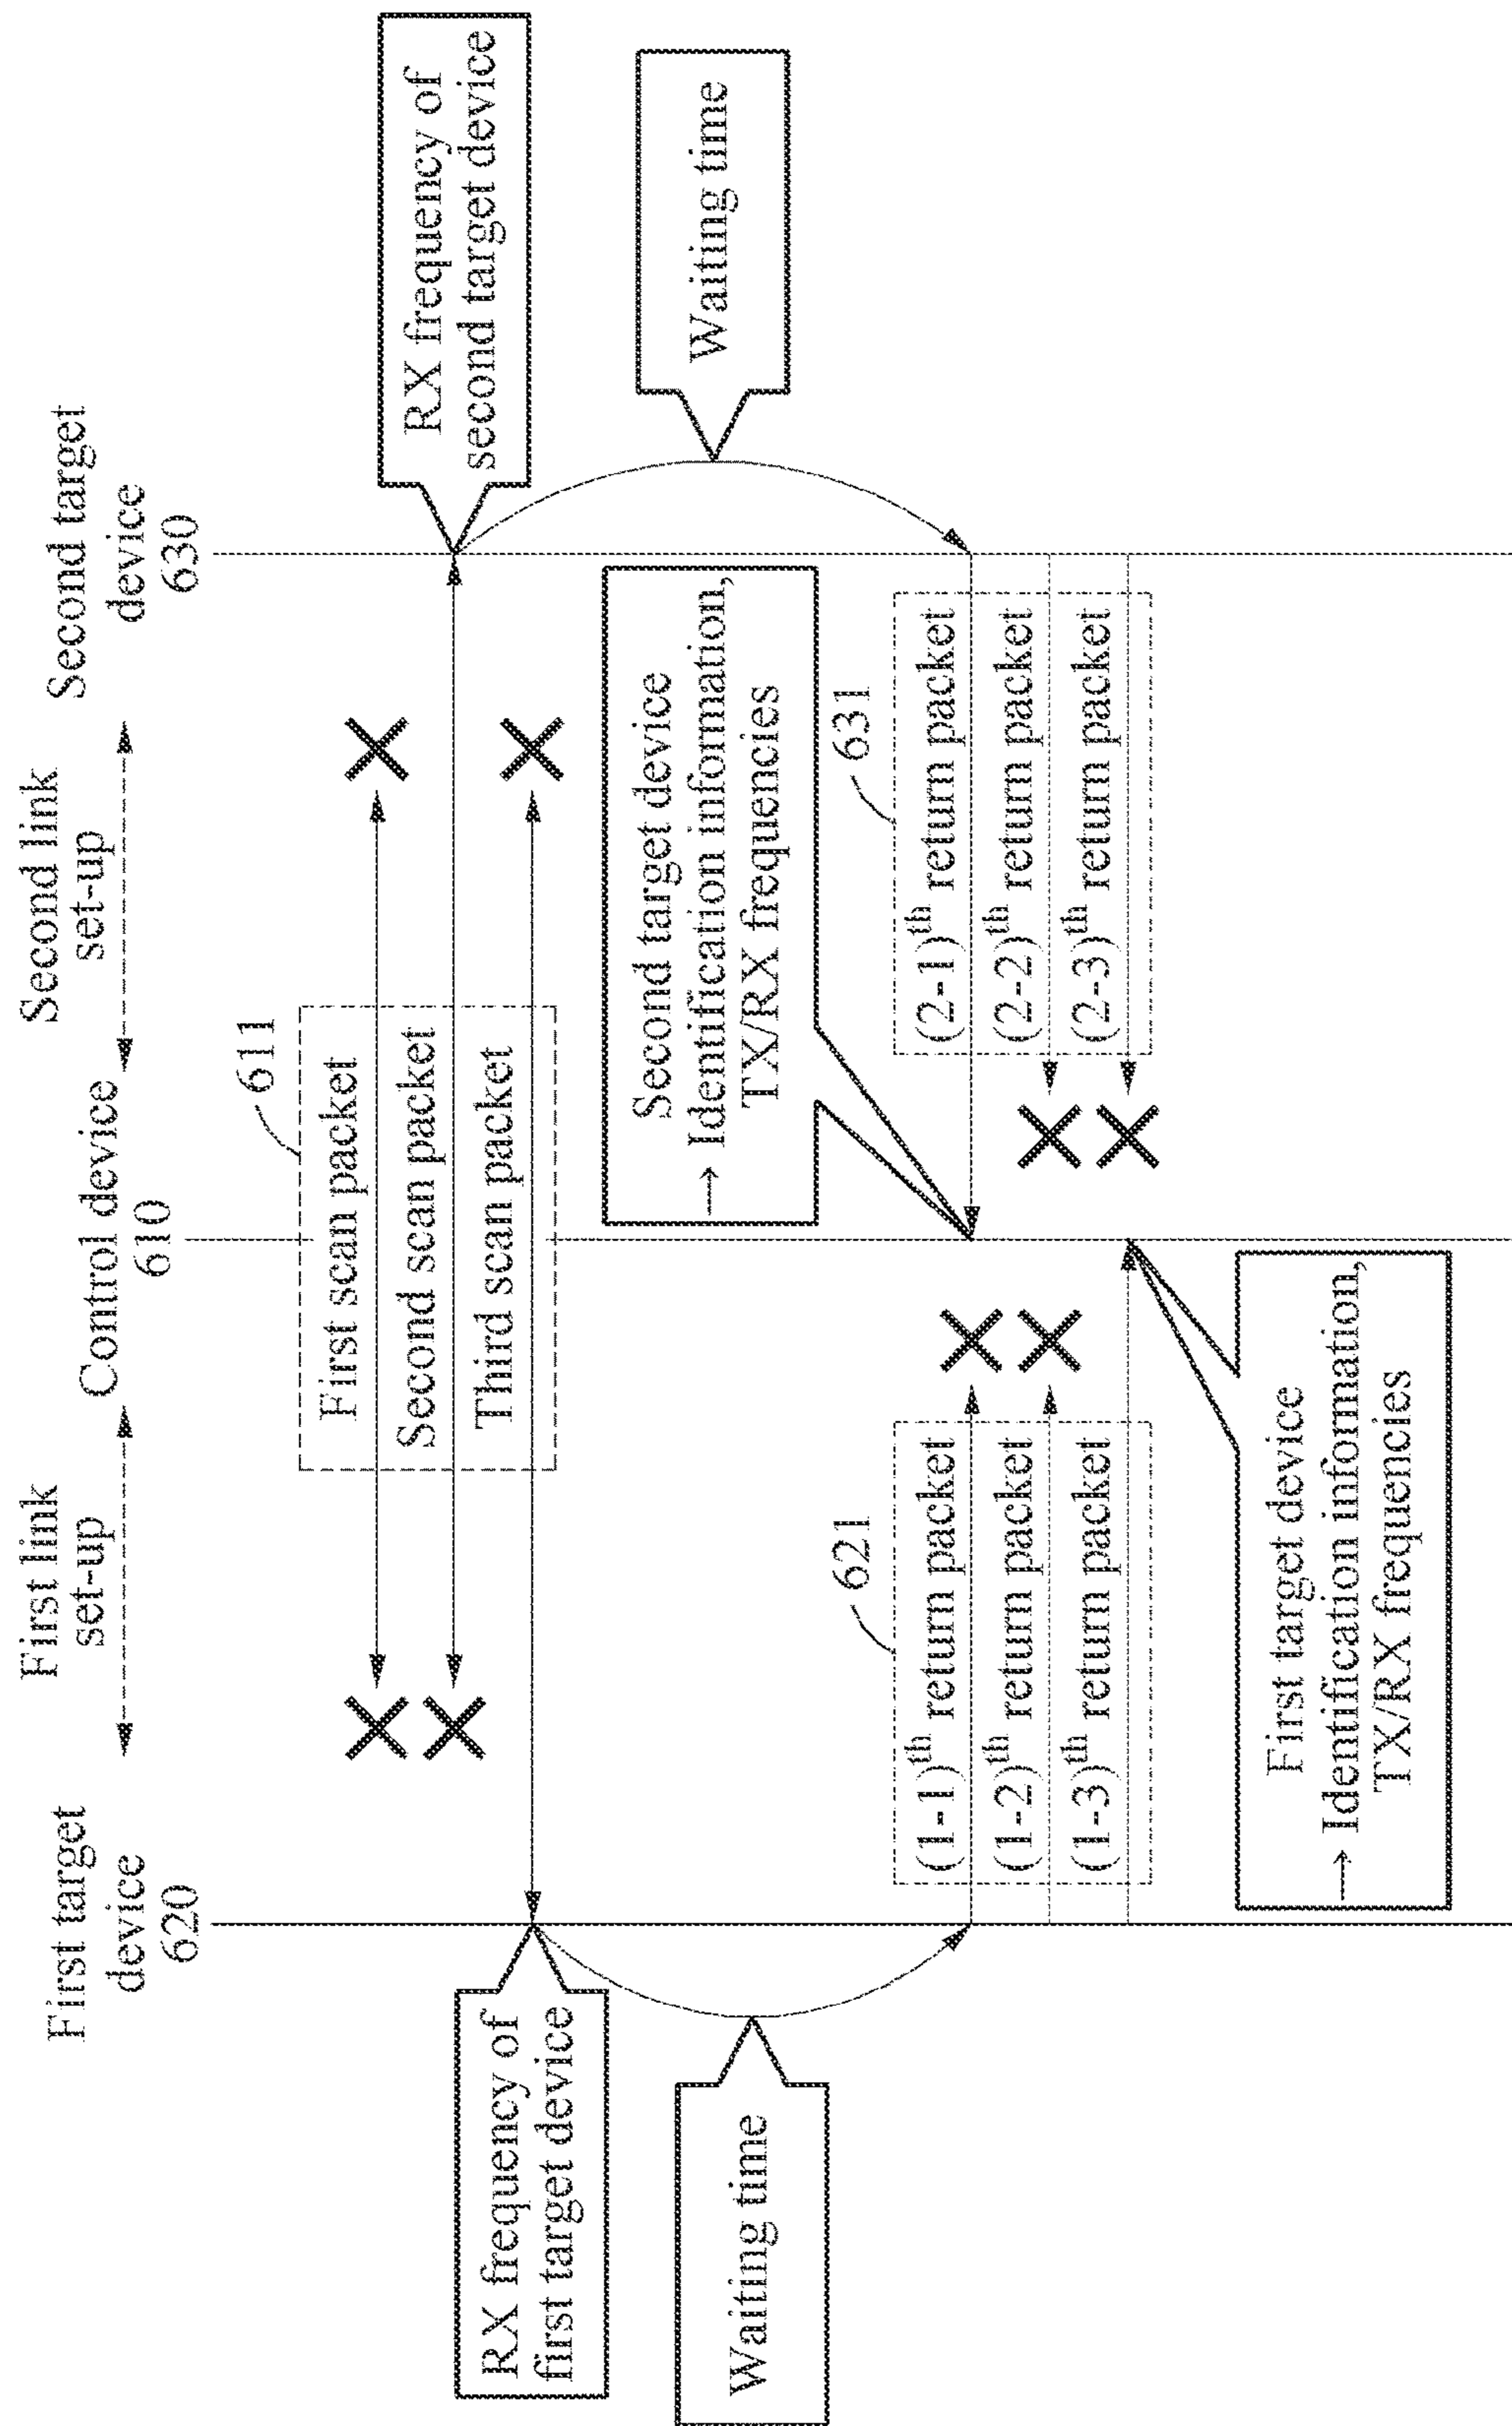 First target
device
620
First link
set-up
Control device
610
Second link
set-up
Second target
device
630
611
First scan packet
Second scan packet
Third scan packet
RX frequency of
second target device
RX frequency of
first target device
Waiting time
Waiting time
Second target device
→ Identification information,
TX/RX frequencies
621
(1-1)th return packet
(1-2)th return packet
(1-3)th return packet
631
(2-1)th return packet
(2-2)th return packet
(2-3)th return packet
First target device
→ Identification information,
TX/RX frequencies